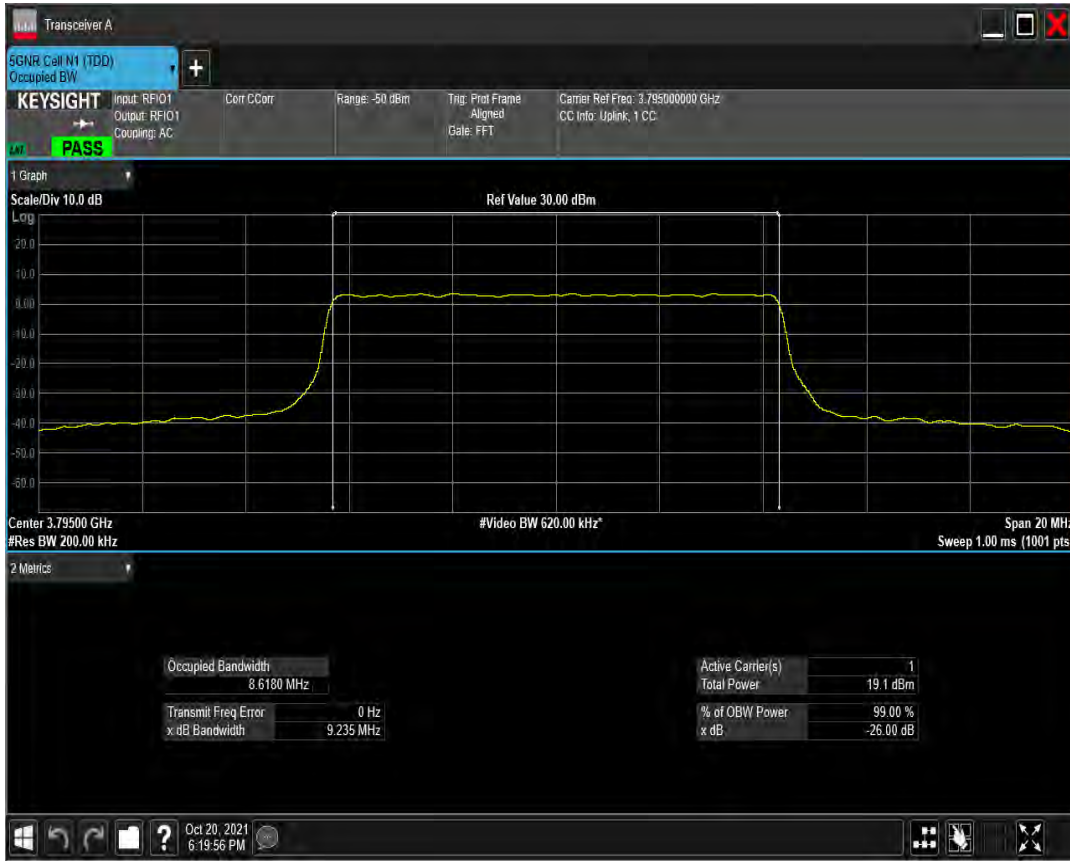 Transceiver A
5GNR Cell N1 (TDD)
Occupied BW
+
KEYSIGHT
Input: RFIO1
Output: RFIO1
Coupling: AC
Corr CCorr
Range: -50 dBm
Trig: Prot Frame
Aligned
Gate: FFT
Carrier Ref Freq: 3.795000000 GHz
CC Info: Uplink, 1 CC
PASS
1 Graph
Scale/Div 10.0 dB
Ref Value 30.00 dBm
Log
20.0
10.0
0.00
-10.0
-20.0
-30.0
-40.0
-50.0
-60.0
Center 3.79500 GHz
#Video BW 620.00 kHz*
Span 20 MHz
#Res BW 200.00 kHz
Sweep 1.00 ms (1001 pts
2 Metrics
Occupied Bandwidth
8.6180 MHz
Transmit Freq Error 0 Hz
x dB Bandwidth 9.235 MHz
Active Carrier(s) 1
Total Power 19.1 dBm
% of OBW Power 99.00 %
x dB -26.00 dB
?
Oct 20, 2021
6:19:56 PM